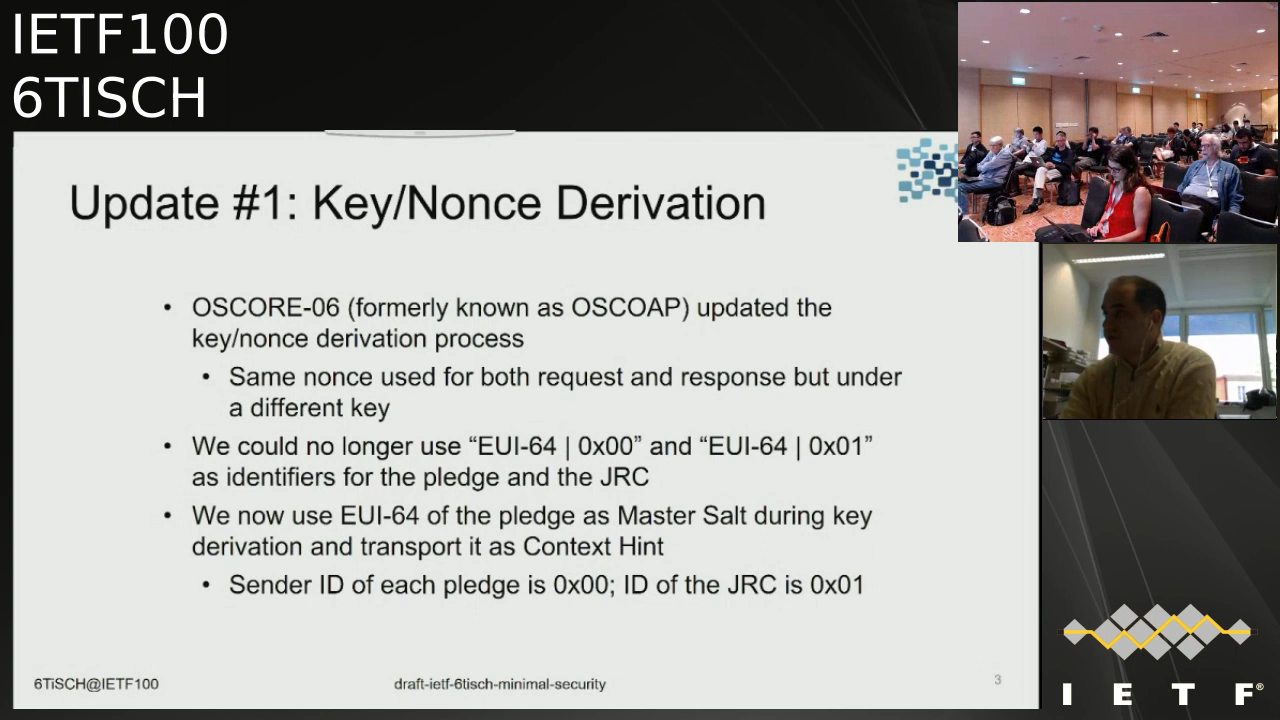 IETF100
6TISCH
Update #1: Key/Nonce Derivation
• OSCORE-06 (formerly known as OSCOAP) updated the
key/nonce derivation process
• Same nonce used for both request and response but under
a different key
• We could no longer use “EUI-64 | 0x00” and “EUI-64 | 0x01”
as identifiers for the pledge and the JRC
• We now use EUI-64 of the pledge as Master Salt during key
derivation and transport it as Context Hint
• Sender ID of each pledge is 0x00; ID of the JRC is 0x01
6TiSCH@IETF100
draft-ietf-6tisch-minimal-security
3
I E T F®